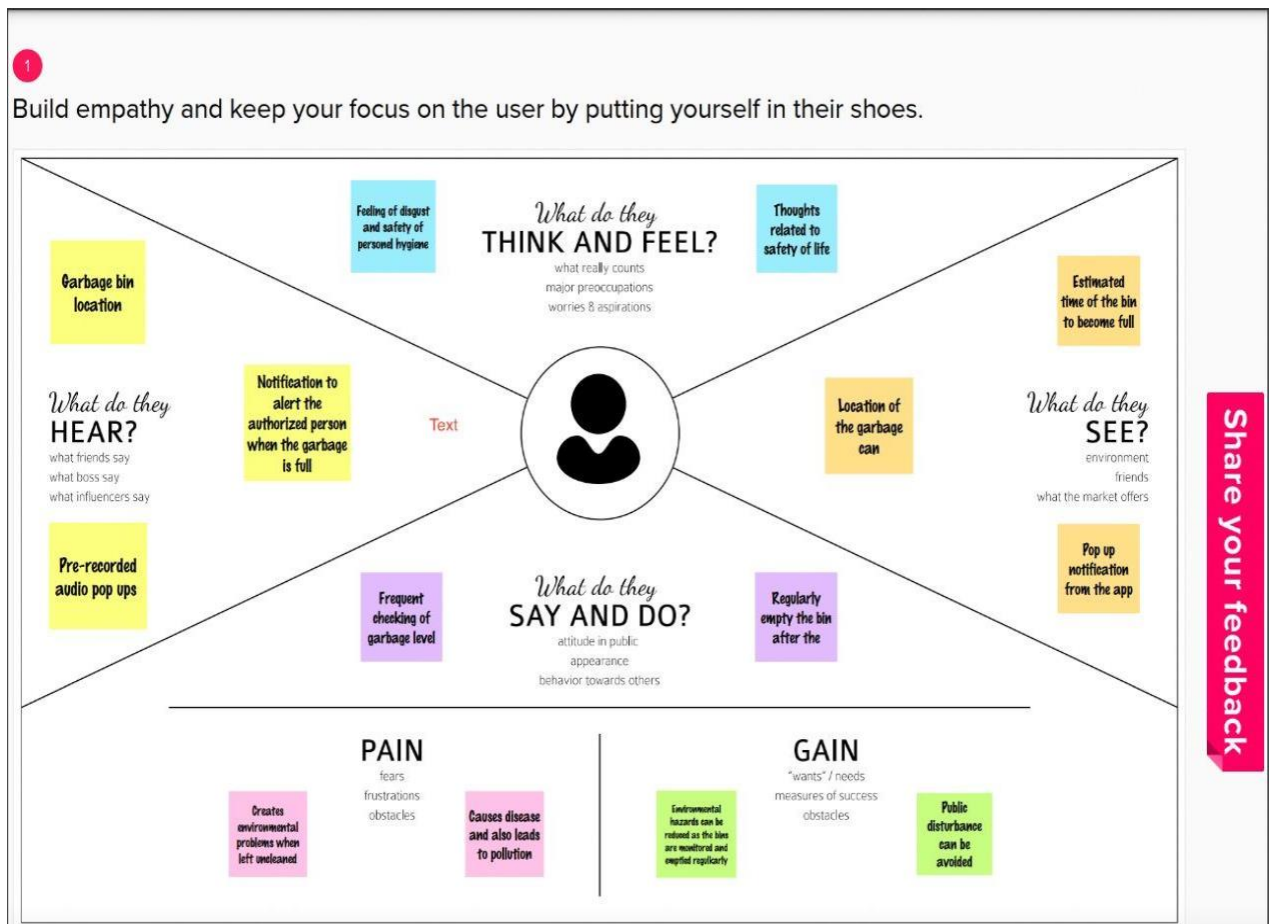 1
Build empathy and keep your focus on the user by putting yourself in their shoes.
What do they
THINK AND FEEL?
what really counts
major preoccupations
worries & aspirations
Feeling of disgust
and safety of
personal hygiene
Thoughts
related to
safety of life
What do they
HEAR?
what friends say
what boss say
what influencers say
Garbage bin
location
Notification to
alert the
authorized person
when the garbage
is full
Pre-recorded
audio pop ups
Text
What do they
SEE?
environment
friends
what the market offers
Estimated
time of the bin
to become full
Location of
the garbage
can
Pop up
notification
from the app
What do they
SAY AND DO?
attitude in public
appearance
behavior towards others
Frequent
checking of
garbage level
Regularly
empty the bin
after the
PAIN
fears
frustrations
obstacles
Creates
environmental
problems when
left uncleaned
Causes disease
and also leads
to pollution
GAIN
"wants" / needs
measures of success
obstacles
Environmental
hazards can be
reduced as the bins
are monitored and
emptied regulkarly
Public
disturbance
can be
avoided
Share your feedback